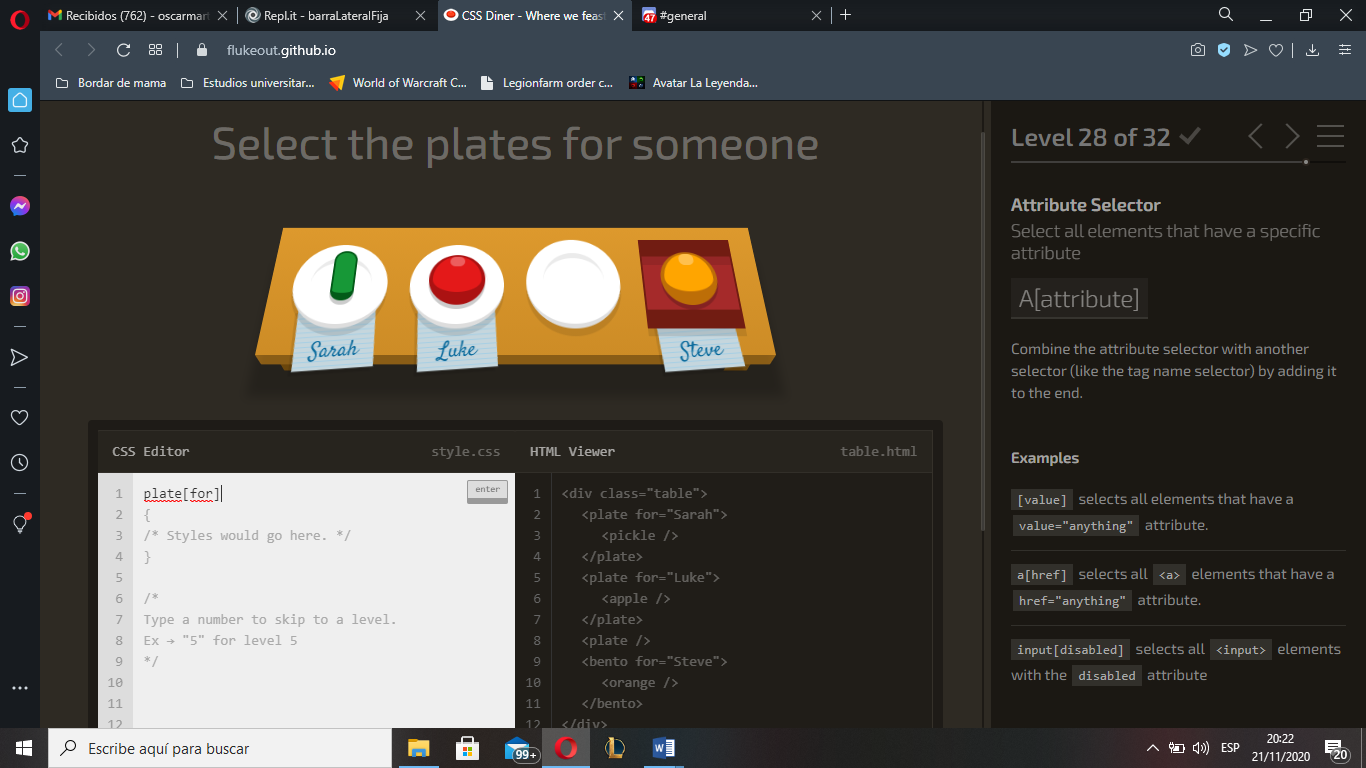 Recibidos (762) - oscarmart
Repl.it - barraLateralFija
CSS Diner - Where we feast
47 #general
flukeout.github.io
Bordar de mama
Estudios universitar...
World of Warcraft C...
Legionfarm order c...
Avatar La Leyenda...
Select the plates for someone
Sarah
Luke
Steve
CSS Editor
style.css
HTML Viewer
table.html
1 plate[for]
enter
2 {
3 /* Styles would go here. */
4 }
5
6 /*
7 Type a number to skip to a level.
8 Ex → "5" for level 5
9 */
10
11
12
1 <div class="table">
2 <plate for="Sarah">
3 <pickle />
4 </plate>
5 <plate for="Luke">
6 <apple />
7 </plate>
8 <plate />
9 <bento for="Steve">
10 <orange />
11 </bento>
12 </div>
Level 28 of 32
Attribute Selector
Select all elements that have a specific
attribute
A[attribute]
Combine the attribute selector with another
selector (like the tag name selector) by adding it
to the end.
Examples
[value] selects all elements that have a
value="anything" attribute.
a[href] selects all <a> elements that have a
href="anything" attribute.
input[disabled] selects all <input> elements
with the disabled attribute
Escribe aquí para buscar
99+
ESP
20:22
21/11/2020
20